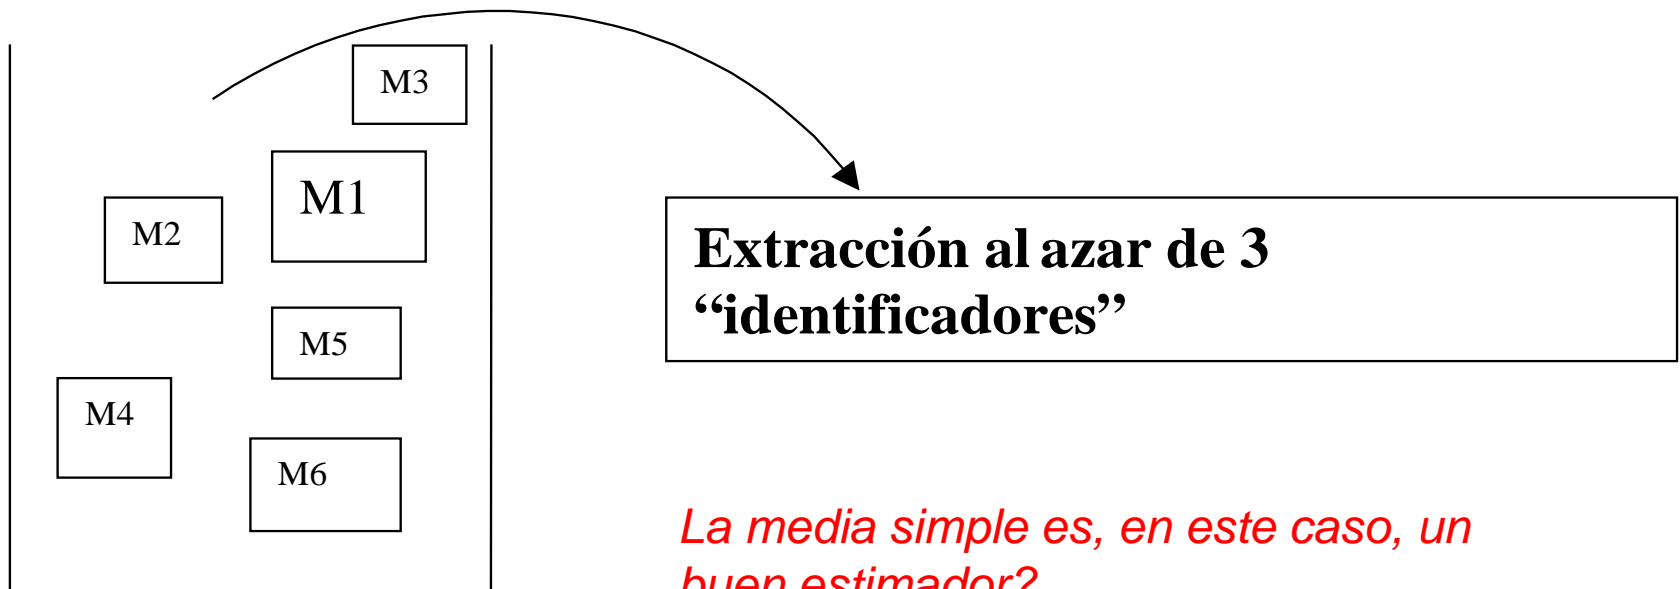 M3
M1
M2
M5
M4
M6
Extracción al azar de 3
“identificadores”
La media simple es, en este caso, un
buen estimador?